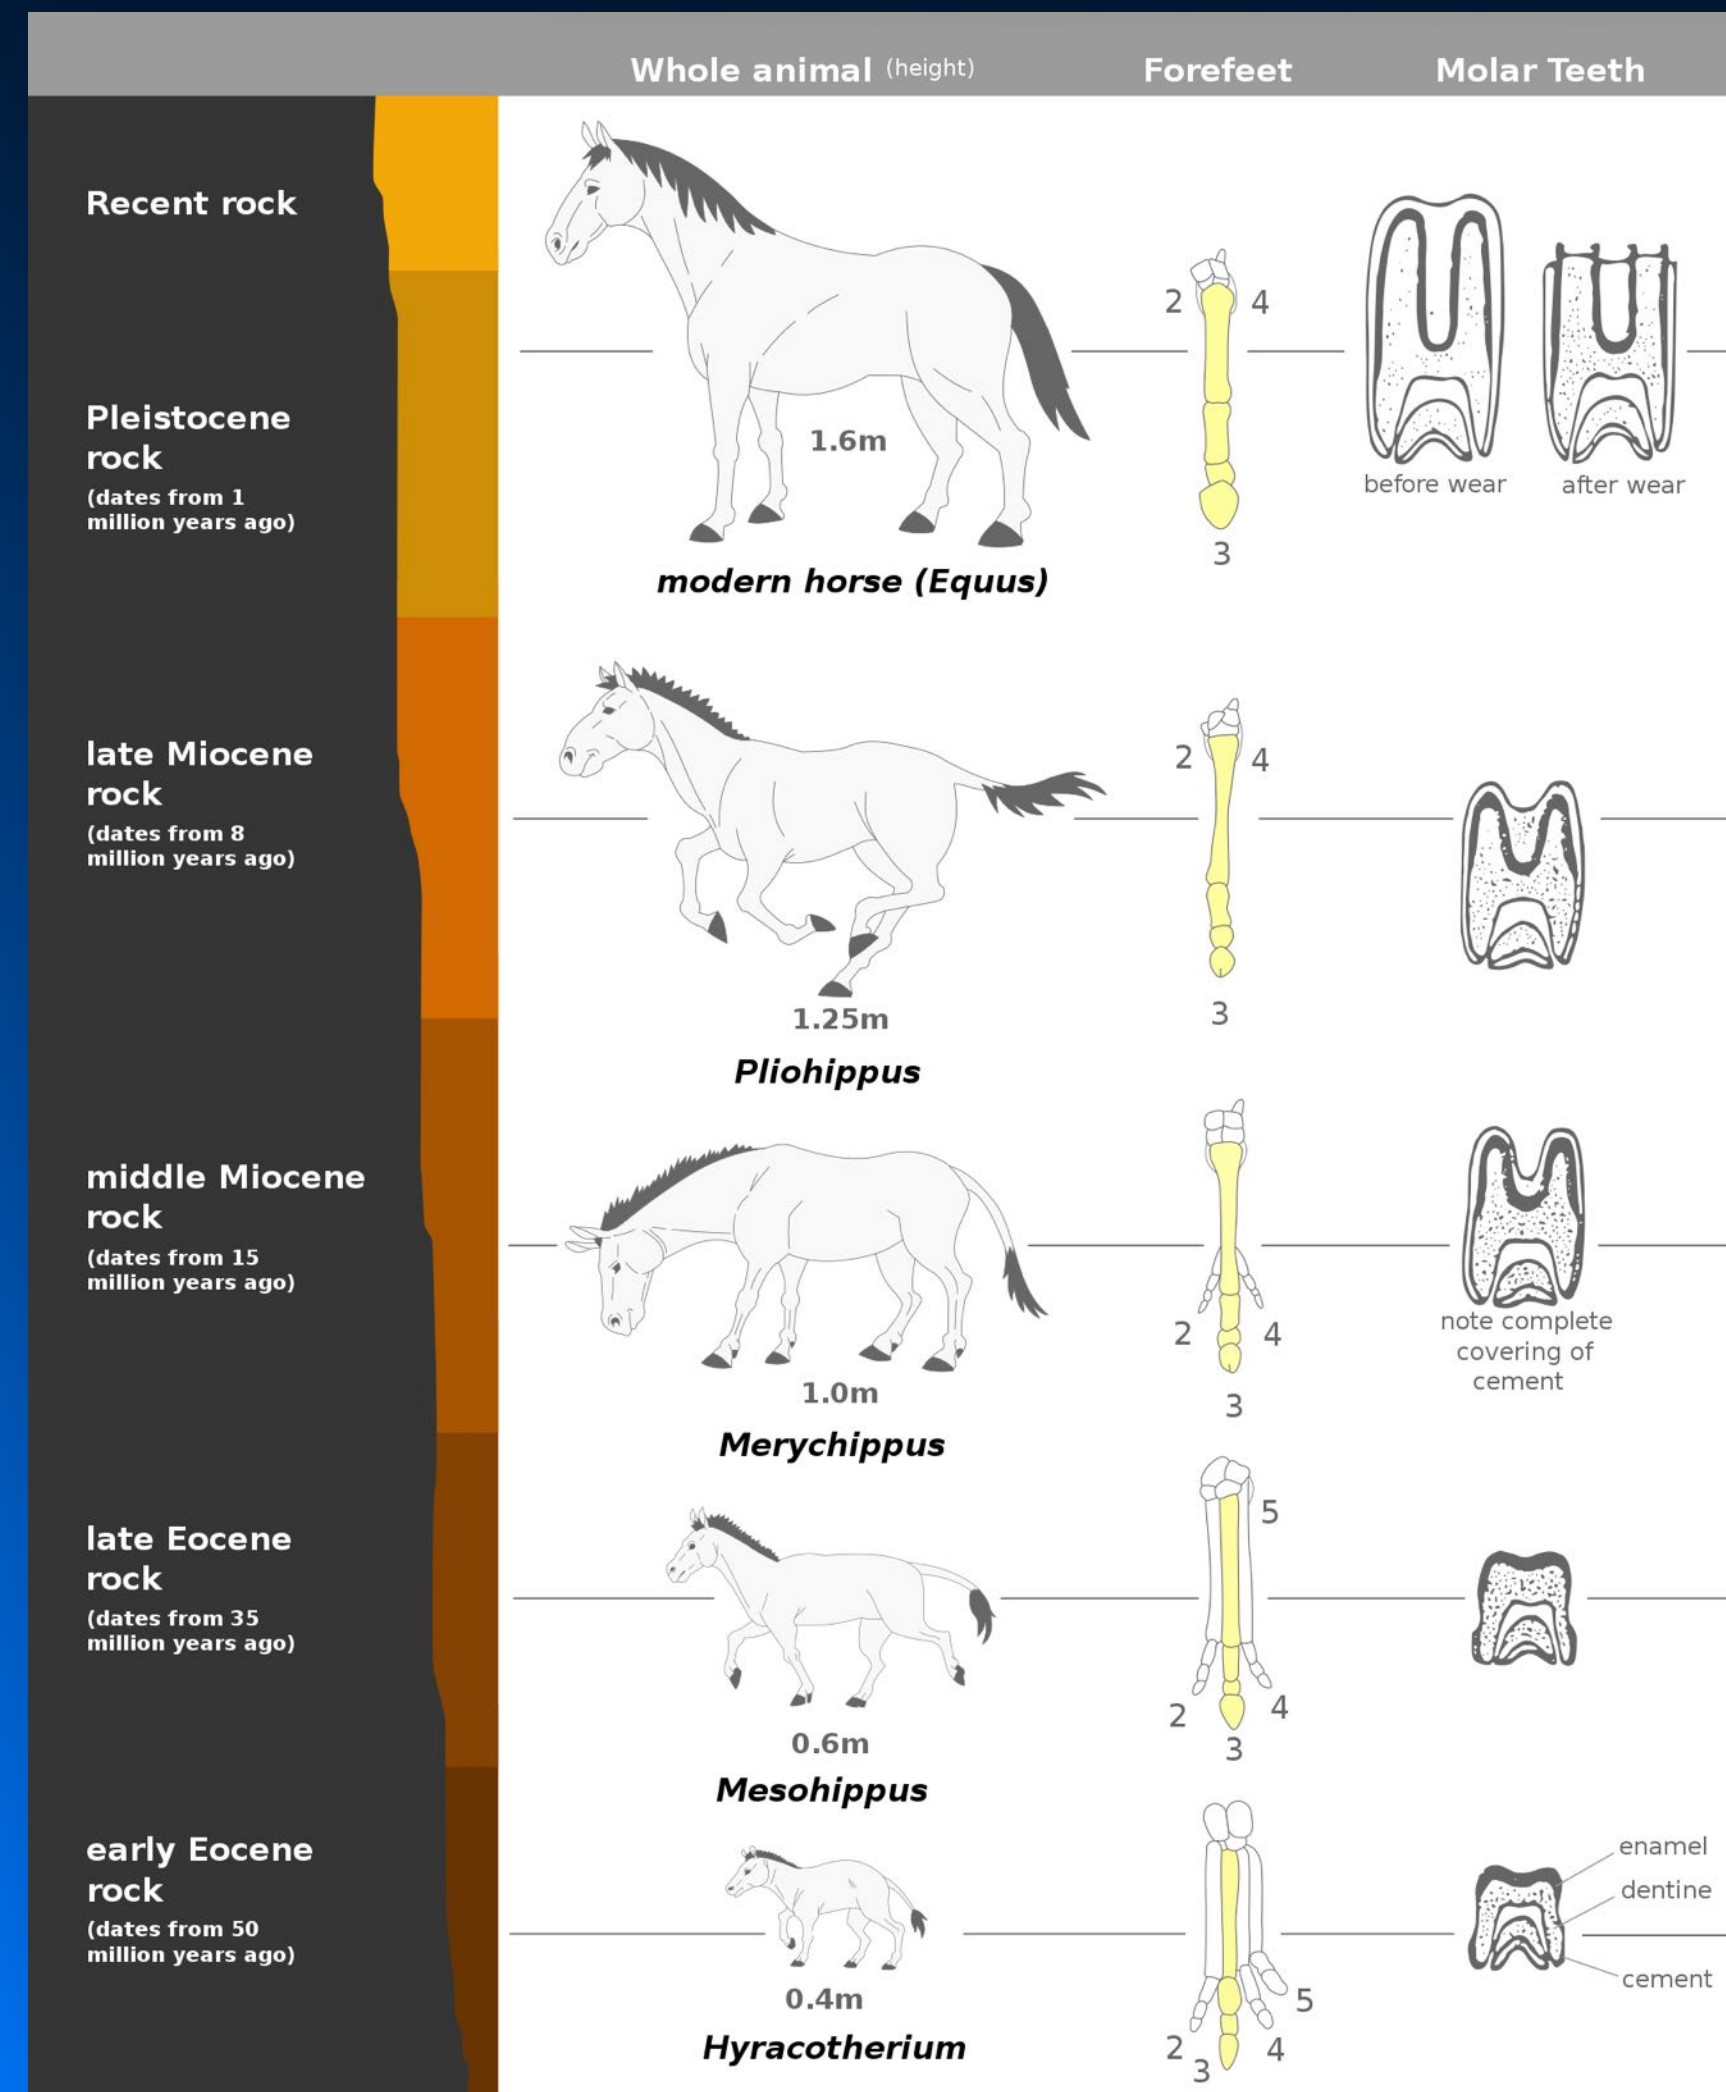 Whole animal (height)
Forefeet
Molar Teeth
Recent rock
Pleistocene
rock
(dates from 1
million years ago)
1.6m
modern horse (Equus)
2
4
3
before wear
after wear
late Miocene
rock
(dates from 8
million years ago)
1.25m
Pliohippus
2
4
3
middle Miocene
rock
(dates from 15
million years ago)
1.0m
Merychippus
2
4
3
note complete
covering of
cement
late Eocene
rock
(dates from 35
million years ago)
0.6m
Mesohippus
5
2
4
3
early Eocene
rock
(dates from 50
million years ago)
0.4m
Hyracotherium
5
2
4
3
enamel
dentine
cement